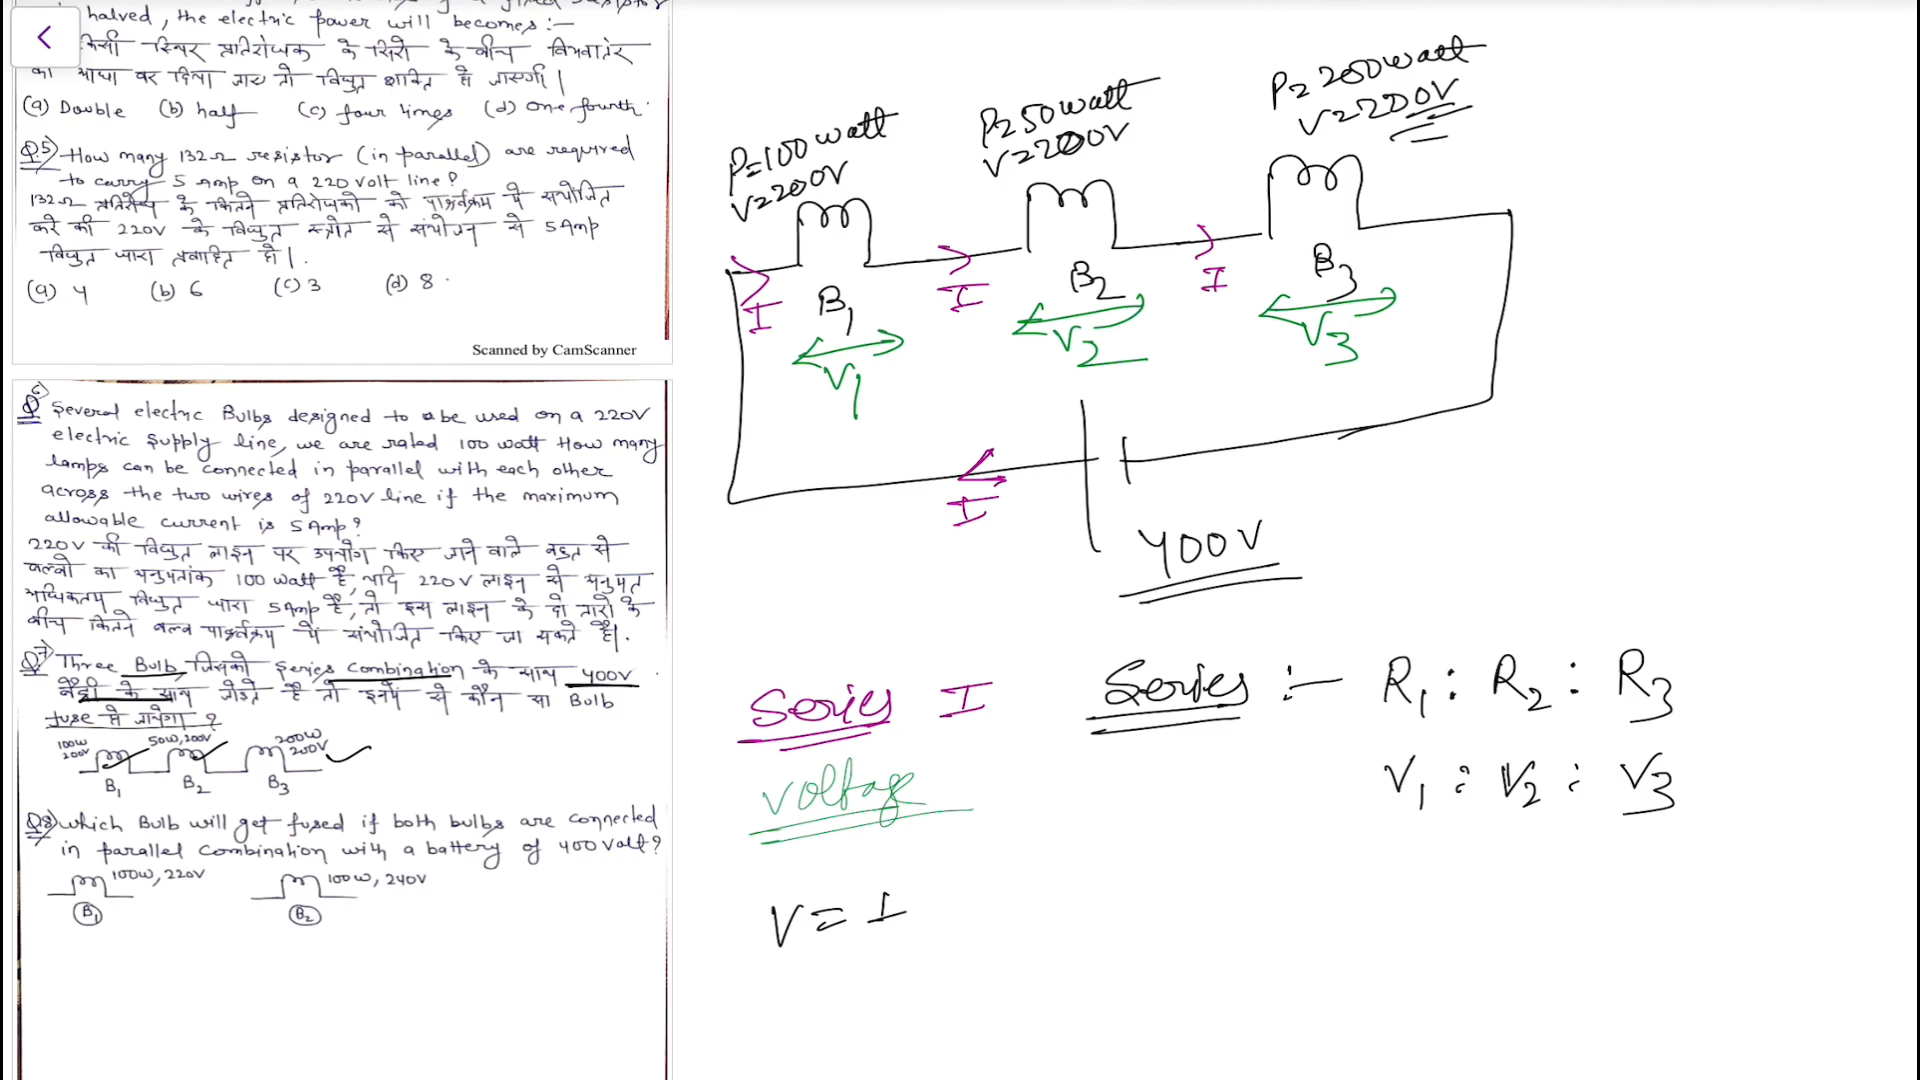 halved, the electric power will becomes:-
किसी स्थिर प्रतिरोधक के सिरों के बीच विभवांतर
का आधा कर दिया जाय तो विद्युत शक्ति हो जाएगी|
(a) Double (b) half (c) four times (d) one fourth.
Q.5) How many 132Ω resistor (in parallel) are required
to carry 5 Amp on a 220 volt line?
132Ω प्रतिरोध के कितने प्रतिरोधको को पार्श्वक्रम में संयोजित
करे की 220V के विद्युत स्त्रोत से संयोजन से 5 Amp
विद्युत धारा प्रवाहित हो|.
(a) 4 (b) 6 (c) 3 (d) 8.
Scanned by CamScanner
Q6) Several electric Bulbs designed to be used on a 220V
electric supply line, we are rated 100 watt How many
lamps can be connected in parallel with each other
across the two wires of 220V line if the maximum
allowable current is 5 Amp?
220V की विद्युत लाइन पर उपयोग किए जाने वाले बहुत से
बल्बों का अनुमतांक 100 watt है, यदि 220V लाइन से अनुमत
अधिकतम विद्युत धारा 5 Amp है, तो इस लाइन के दो तारों के
बीच कितने बल्ब पार्श्वक्रम में संयोजित किए जा सकते हैं|.
Q7) Three Bulb जिसको Series Combination के साथ 400V
बैट्री के साथ जोड़ते है तो इनमें से कौन सा Bulb
fuse हो जायेगा ?
100W 200V 50W, 200V 200W 200V
B1 B2 B3
Q8) Which Bulb will get fused if both bulbs are connected
in parallel combination with a battery of 400 Volt?
100W, 220V 100W, 240V
B1 B2
P=100 watt
V=200V
P=50 watt
V=200V
P=200 watt
V=200V
I B1 I B2 I B3
V1 V2 V3
I
400V
Series I
voltage
V = I
Series :- R1 : R2 : R3
V1 : V2 : V3